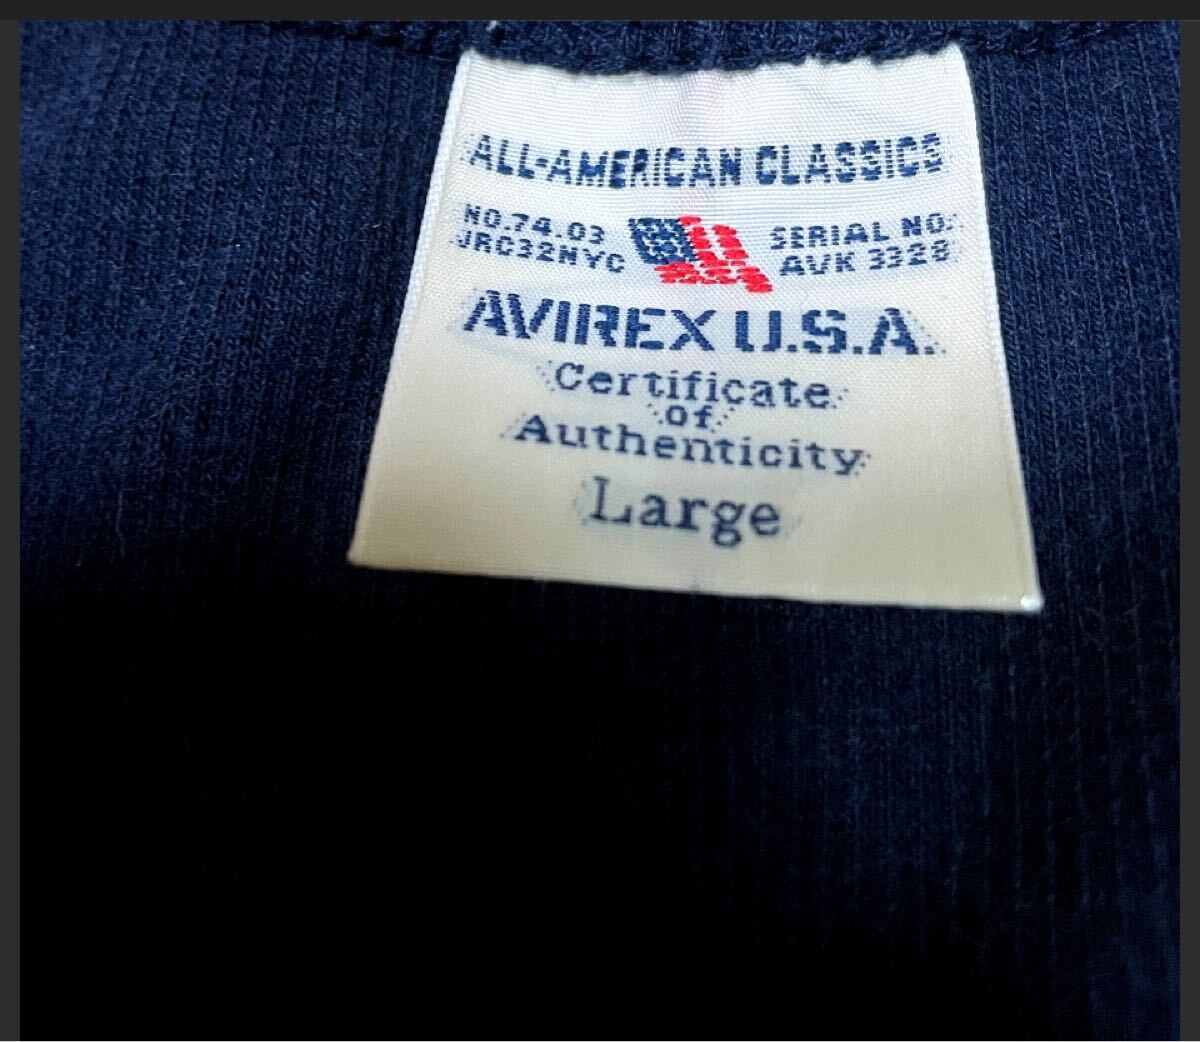 ALL-AMERICAN CLASSICS
NO.74.03 SERIAL NO:
JRC32NYC AVK 3328
AVIREX U.S.A.
Certificate
of
Authenticity
Large